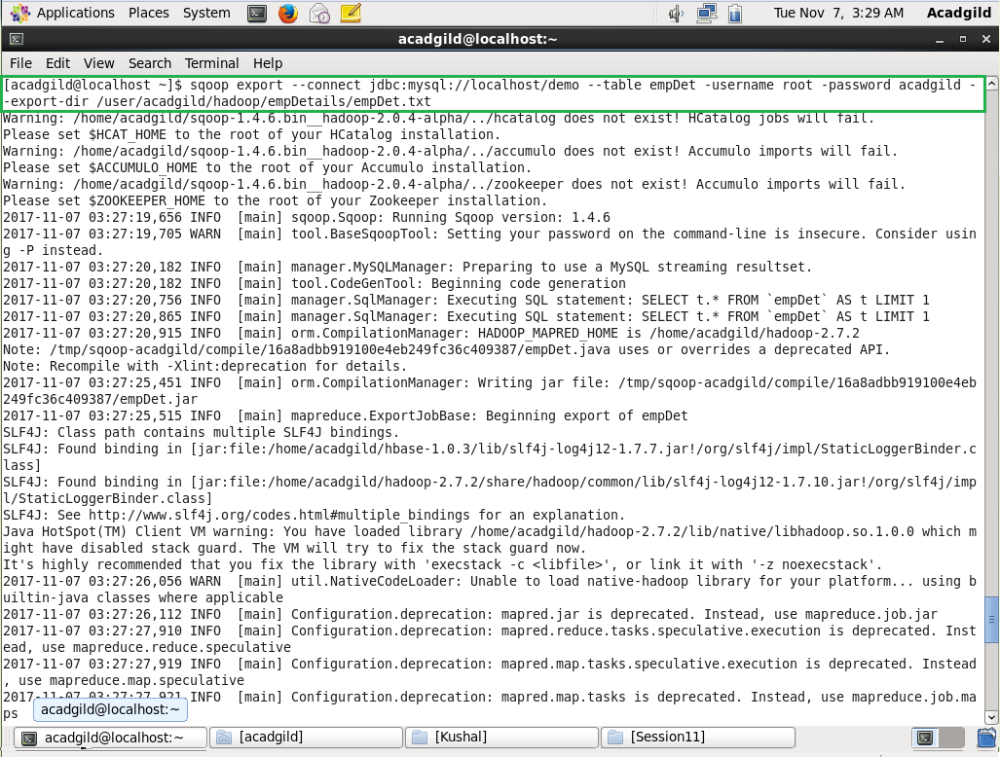 Applications Places System Tue Nov 7, 3:29 AM Acadgild
acadgild@localhost:~
File Edit View Search Terminal Help
[acadgild@localhost ~]$ sqoop export --connect jdbc:mysql://localhost/demo --table empDet -username root -password acadgild -
-export-dir /user/acadgild/hadoop/empDetails/empDet.txt
Warning: /home/acadgild/sqoop-1.4.6.bin__hadoop-2.0.4-alpha/../hcatalog does not exist! HCatalog jobs will fail.
Please set $HCAT_HOME to the root of your HCatalog installation.
Warning: /home/acadgild/sqoop-1.4.6.bin__hadoop-2.0.4-alpha/../accumulo does not exist! Accumulo imports will fail.
Please set $ACCUMULO_HOME to the root of your Accumulo installation.
Warning: /home/acadgild/sqoop-1.4.6.bin__hadoop-2.0.4-alpha/../zookeeper does not exist! Accumulo imports will fail.
Please set $ZOOKEEPER_HOME to the root of your Zookeeper installation.
2017-11-07 03:27:19,656 INFO  [main] sqoop.Sqoop: Running Sqoop version: 1.4.6
2017-11-07 03:27:19,705 WARN  [main] tool.BaseSqoopTool: Setting your password on the command-line is insecure. Consider usin
g -P instead.
2017-11-07 03:27:20,182 INFO  [main] manager.MySQLManager: Preparing to use a MySQL streaming resultset.
2017-11-07 03:27:20,182 INFO  [main] tool.CodeGenTool: Beginning code generation
2017-11-07 03:27:20,756 INFO  [main] manager.SqlManager: Executing SQL statement: SELECT t.* FROM `empDet` AS t LIMIT 1
2017-11-07 03:27:20,865 INFO  [main] manager.SqlManager: Executing SQL statement: SELECT t.* FROM `empDet` AS t LIMIT 1
2017-11-07 03:27:20,915 INFO  [main] orm.CompilationManager: HADOOP_MAPRED_HOME is /home/acadgild/hadoop-2.7.2
Note: /tmp/sqoop-acadgild/compile/16a8adbb919100e4eb249fc36c409387/empDet.java uses or overrides a deprecated API.
Note: Recompile with -Xlint:deprecation for details.
2017-11-07 03:27:25,451 INFO  [main] orm.CompilationManager: Writing jar file: /tmp/sqoop-acadgild/compile/16a8adbb919100e4eb
249fc36c409387/empDet.jar
2017-11-07 03:27:25,515 INFO  [main] mapreduce.ExportJobBase: Beginning export of empDet
SLF4J: Class path contains multiple SLF4J bindings.
SLF4J: Found binding in [jar:file:/home/acadgild/hbase-1.0.3/lib/slf4j-log4j12-1.7.7.jar!/org/slf4j/impl/StaticLoggerBinder.c
lass]
SLF4J: Found binding in [jar:file:/home/acadgild/hadoop-2.7.2/share/hadoop/common/lib/slf4j-log4j12-1.7.10.jar!/org/slf4j/imp
l/StaticLoggerBinder.class]
SLF4J: See http://www.slf4j.org/codes.html#multiple_bindings for an explanation.
Java HotSpot(TM) Client VM warning: You have loaded library /home/acadgild/hadoop-2.7.2/lib/native/libhadoop.so.1.0.0 which m
ight have disabled stack guard. The VM will try to fix the stack guard now.
It's highly recommended that you fix the library with 'execstack -c <libfile>', or link it with '-z noexecstack'.
2017-11-07 03:27:26,056 WARN  [main] util.NativeCodeLoader: Unable to load native-hadoop library for your platform... using b
uiltin-java classes where applicable
2017-11-07 03:27:26,112 INFO  [main] Configuration.deprecation: mapred.jar is deprecated. Instead, use mapreduce.job.jar
2017-11-07 03:27:27,910 INFO  [main] Configuration.deprecation: mapred.reduce.tasks.speculative.execution is deprecated. Inst
ead, use mapreduce.reduce.speculative
2017-11-07 03:27:27,919 INFO  [main] Configuration.deprecation: mapred.map.tasks.speculative.execution is deprecated. Instead
, use mapreduce.map.speculative
2017-11-07 03:27:27,921 INFO  [main] Configuration.deprecation: mapred.map.tasks is deprecated. Instead, use mapreduce.job.ma
ps
acadgild@localhost:~
acadgild@localhost:~ [acadgild] [Kushal] [Session11]